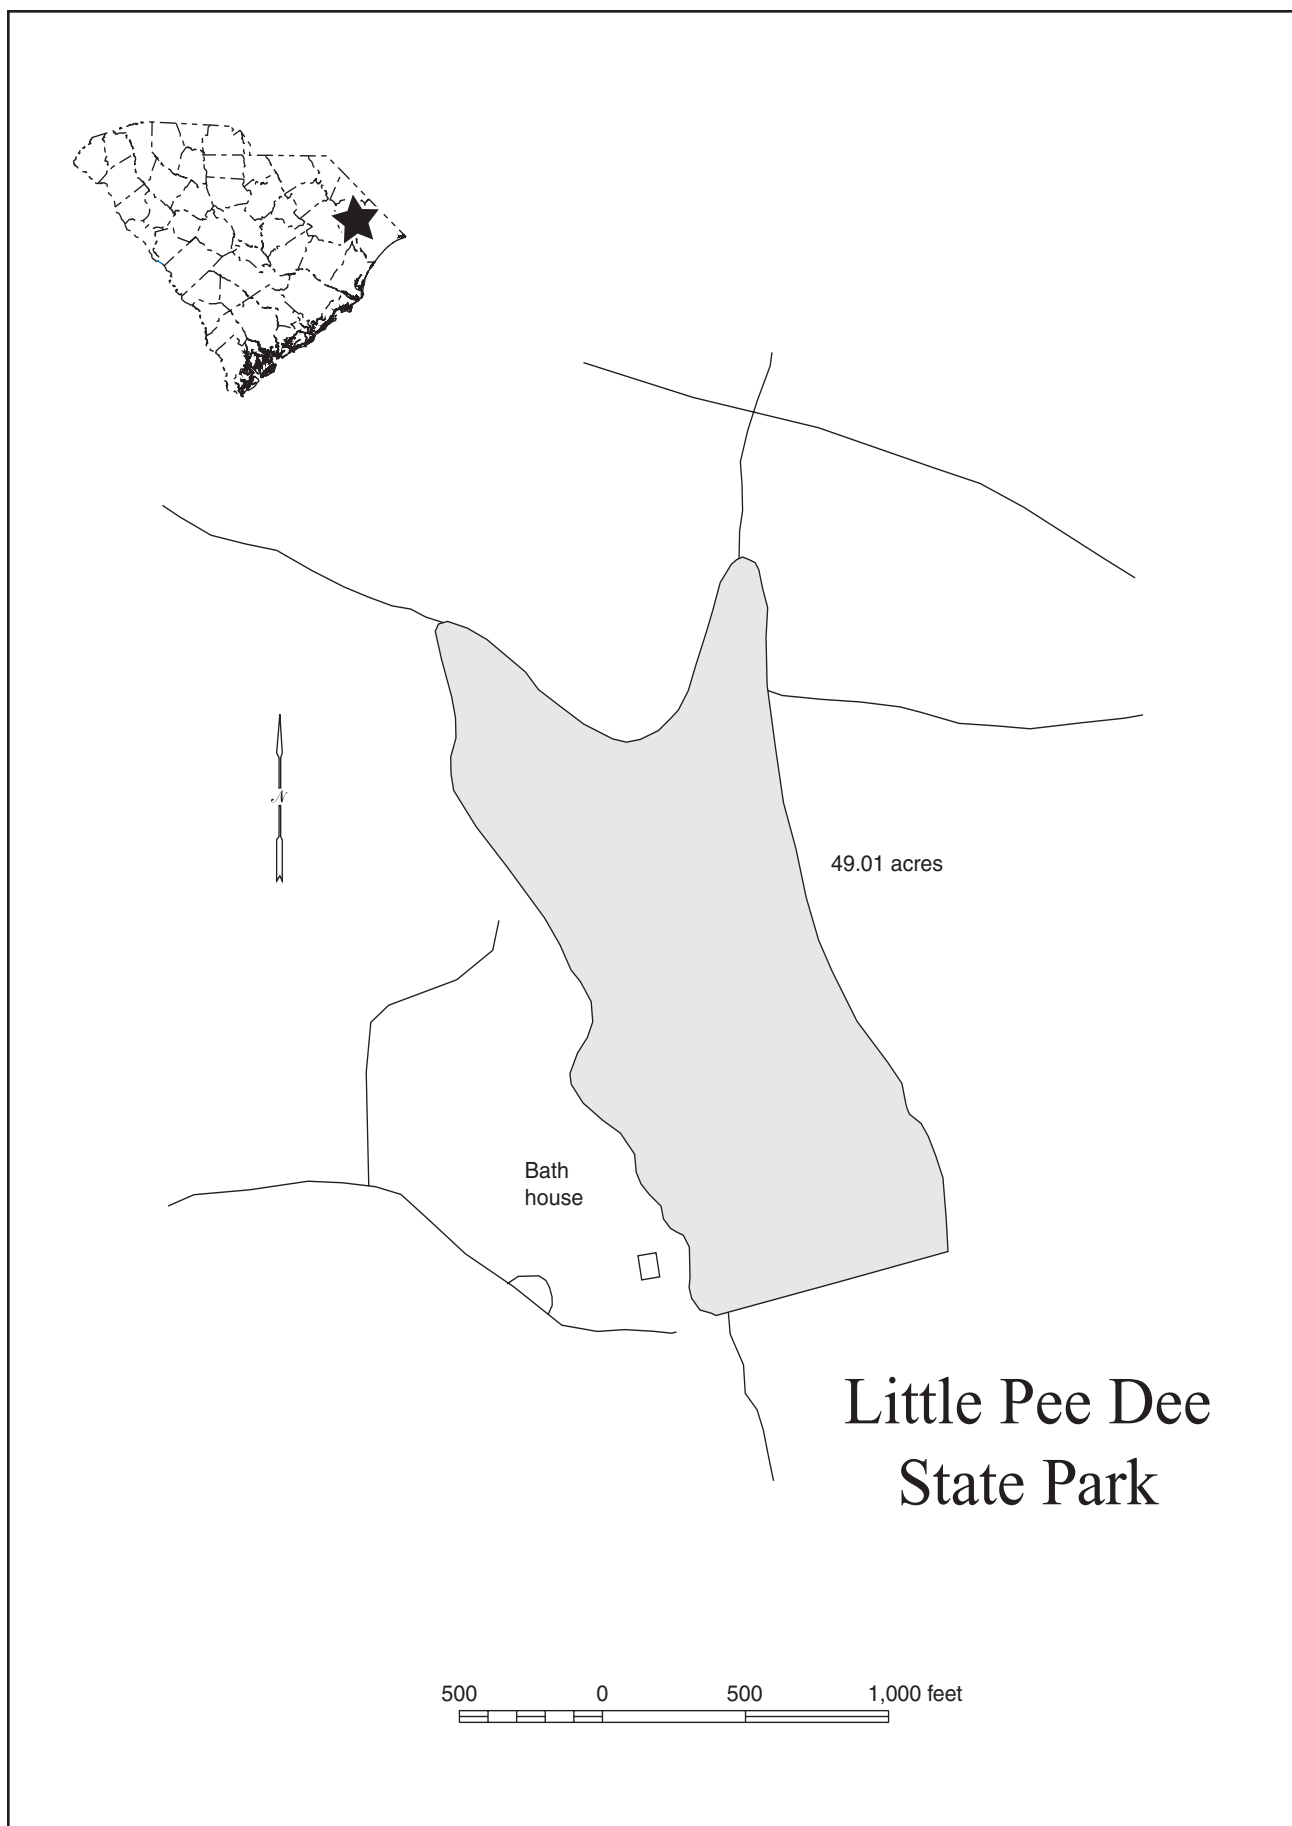 N
49.01 acres
Bath
house
Little Pee Dee
State Park
500 0 500 1,000 feet